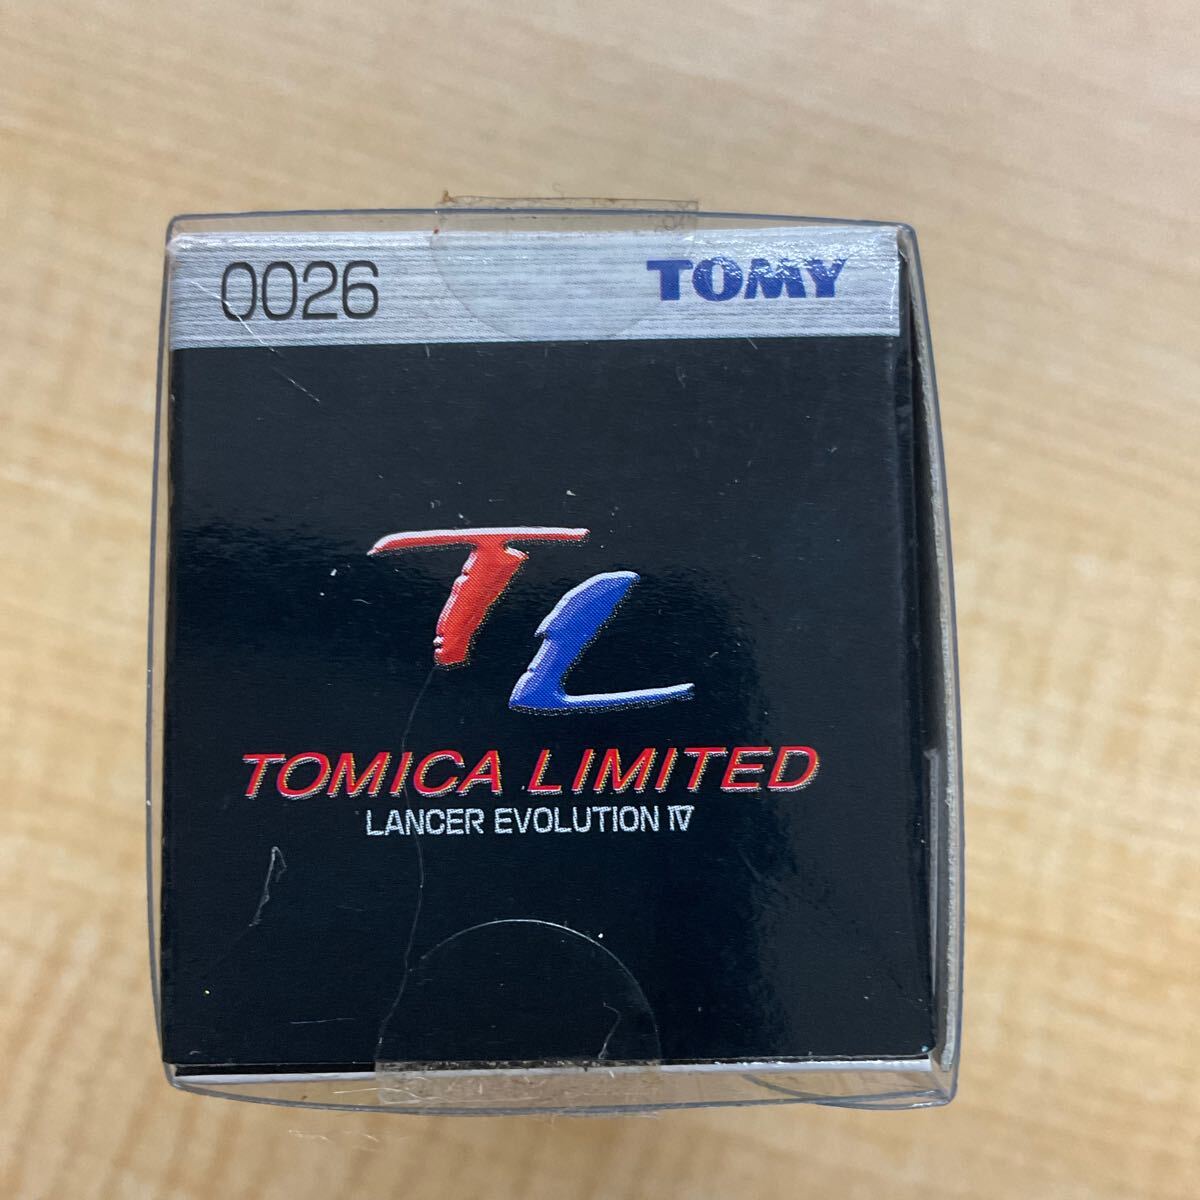 0026 TOMY
TL
TOMICA LIMITED
LANCER EVOLUTION IV